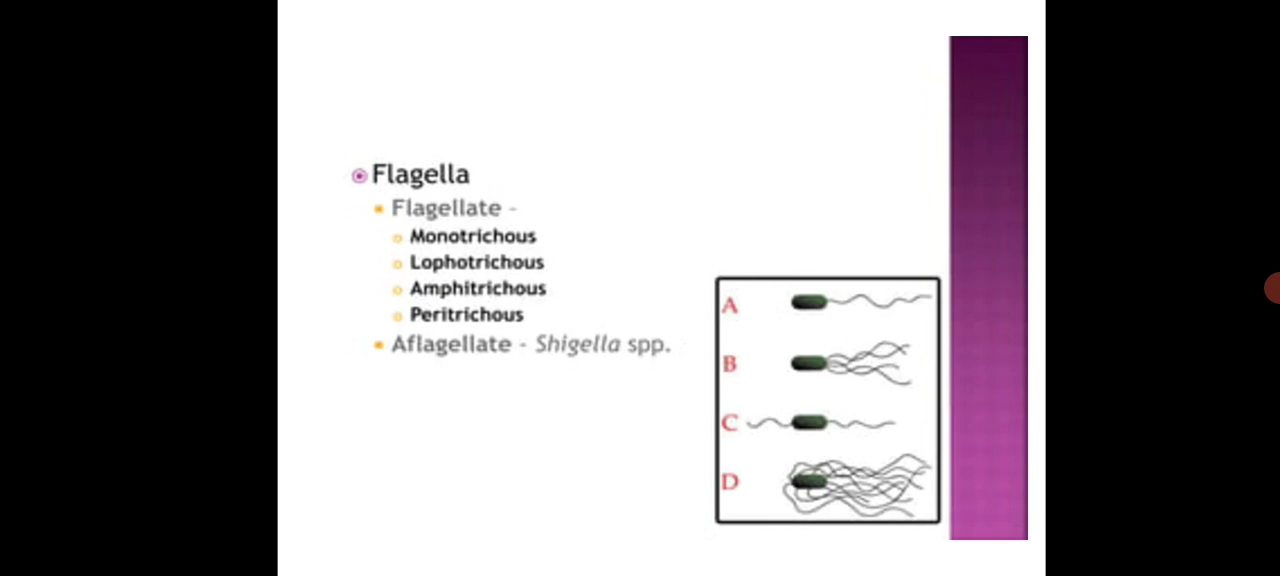 Flagella
Flagellate -
Monotrichous
Lophotrichous
Amphitrichous
Peritrichous
Aflagellate - Shigella spp.
A
B
C
D